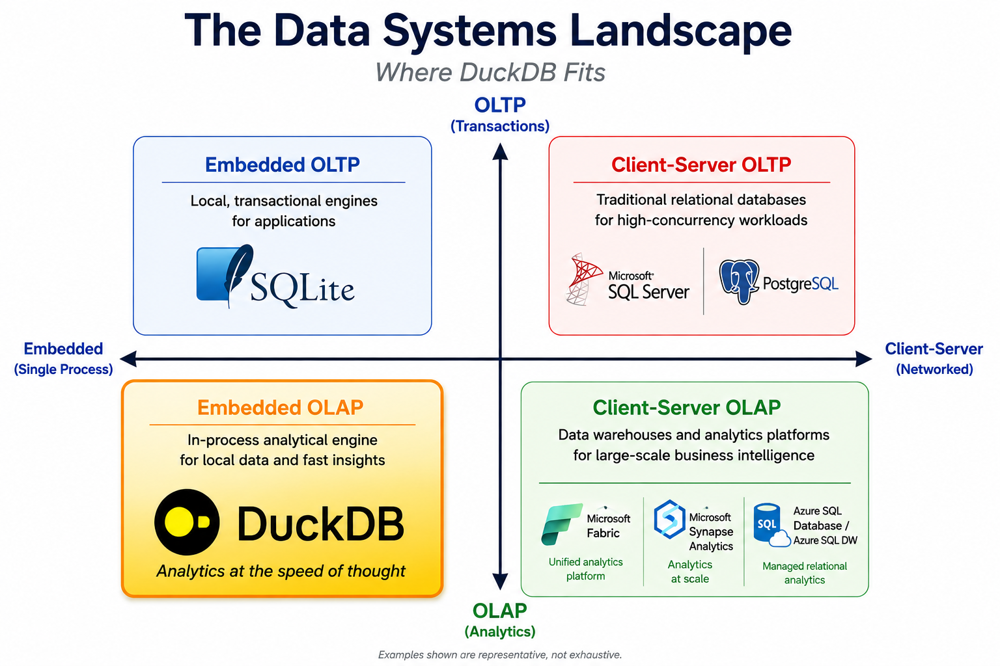 The Data Systems Landscape
Where DuckDB Fits
OLTP
(Transactions)
Embedded OLTP
Local, transactional engines
for applications
SQLite
Client-Server OLTP
Traditional relational databases
for high-concurrency workloads
Microsoft
SQL Server
PostgreSQL
Embedded
(Single Process)
Client-Server
(Networked)
Embedded OLAP
In-process analytical engine
for local data and fast insights
DuckDB
Analytics at the speed of thought
Client-Server OLAP
Data warehouses and analytics platforms
for large-scale business intelligence
Microsoft
Fabric
Unified analytics
platform
Microsoft
Synapse
Analytics
Analytics
at scale
SQL
Azure SQL
Database /
Azure SQL DW
Managed relational
analytics
OLAP
(Analytics)
Examples shown are representative, not exhaustive.